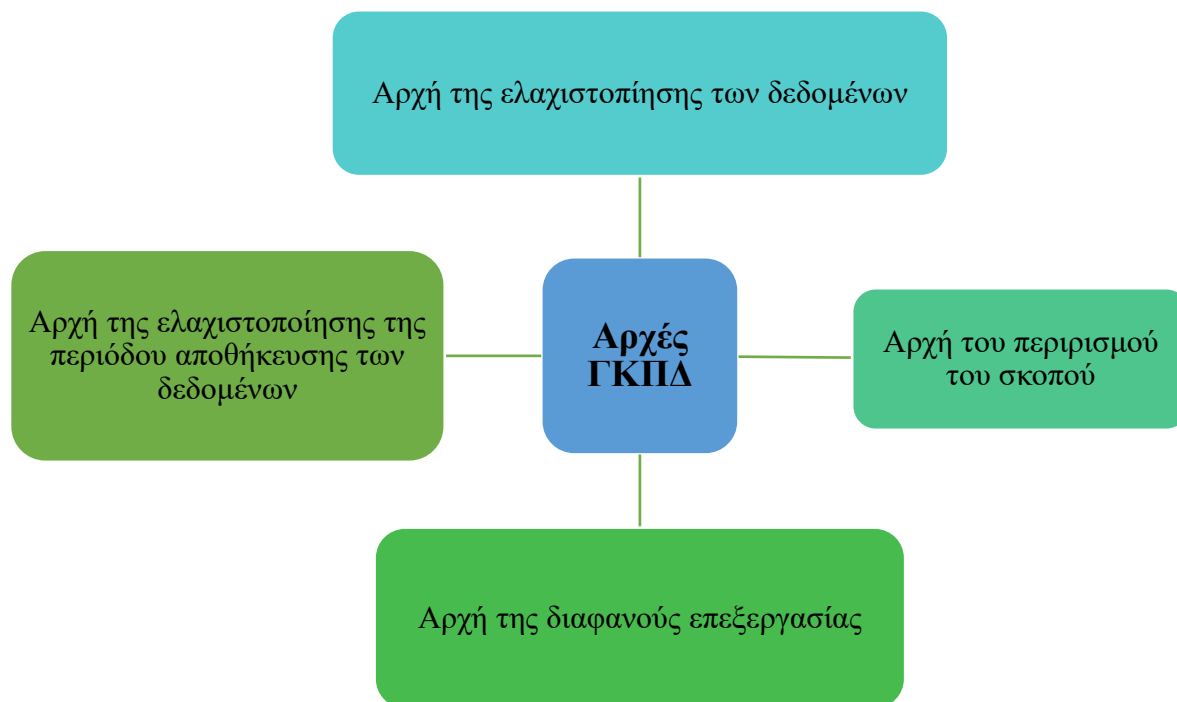 Αρχή της ελαχιστοπίησης των δεδομένων
Αρχή της ελαχιστοποίησης της
περιόδου αποθήκευσης των
δεδομένων
Αρχές
ΓΚΠΔ
Αρχή του περιρισμού
του σκοπού
Αρχή της διαφανούς επεξεργασίας